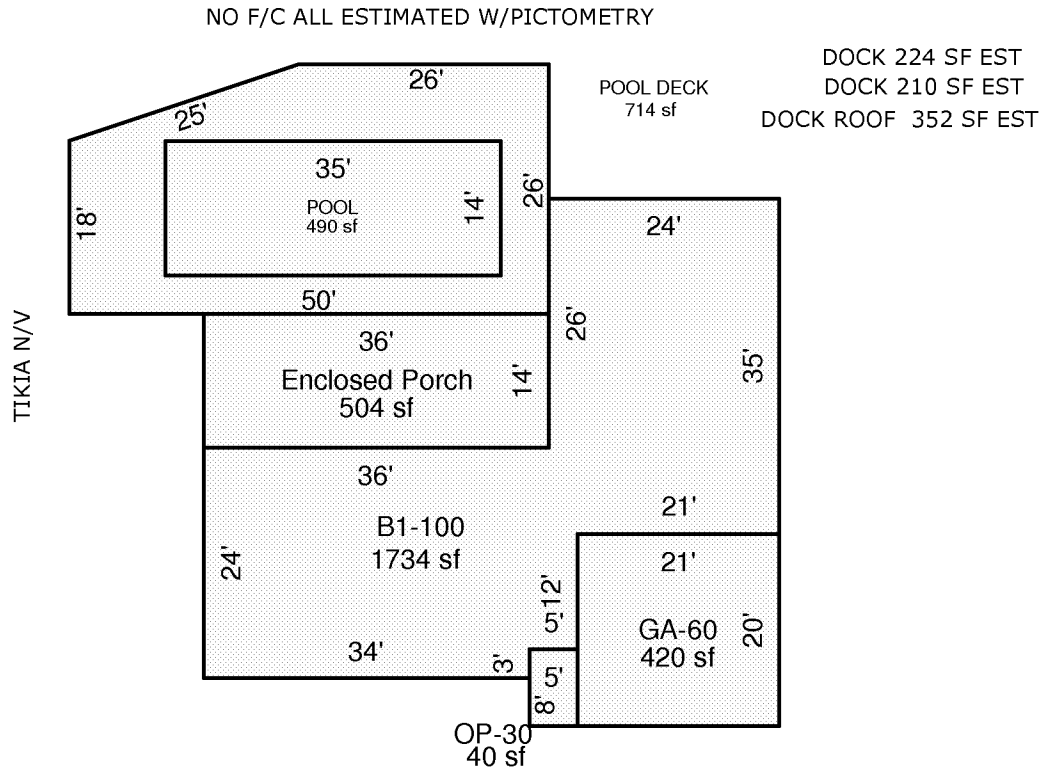 NO F/C ALL ESTIMATED W/PICTOMETRY
DOCK 224 SF EST
DOCK 210 SF EST
DOCK ROOF 352 SF EST
POOL DECK
714 sf
26'
25'
35'
POOL
490 sf
14'
26'
18'
50'
24'
26'
35'
TIKIA N/V
36'
Enclosed Porch
504 sf
14'
36'
B1-100
1734 sf
24'
34'
21'
21'
12'
5'
3'
5'
8'
GA-60
420 sf
20'
OP-30
40 sf